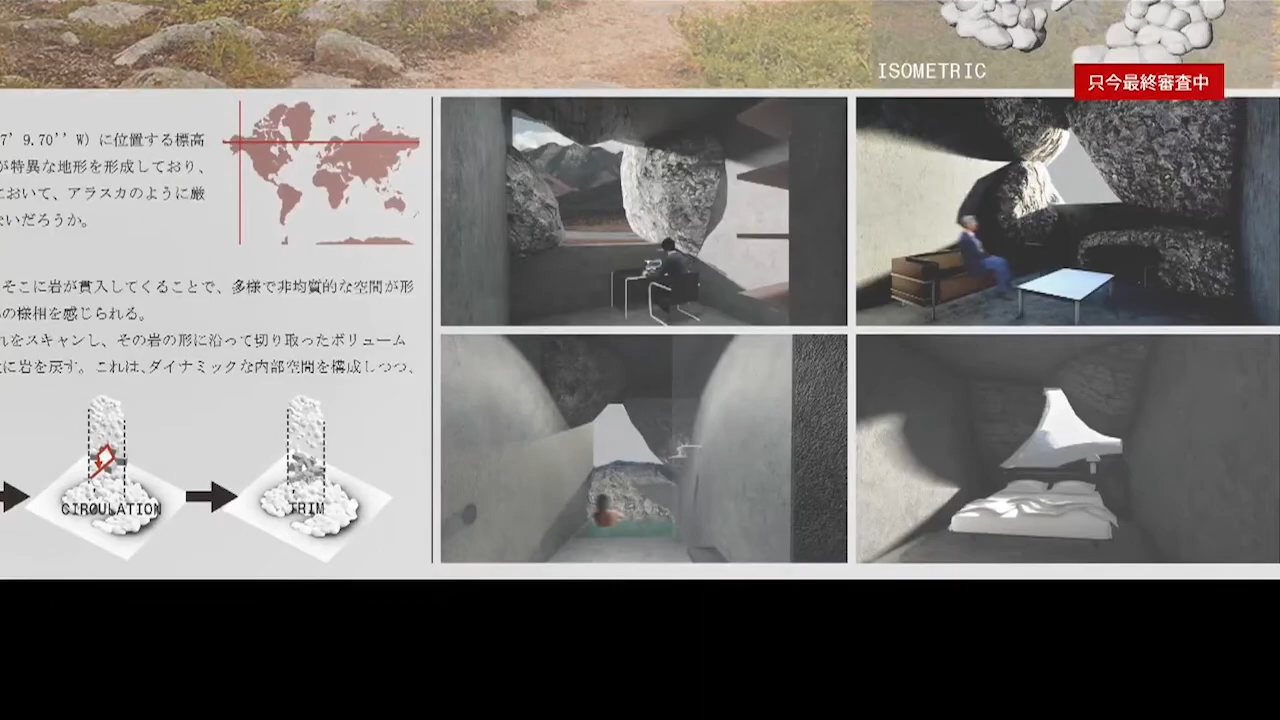 ISOMETRIC
只今最終審査中
7' 9.70'' W) に位置する標高
が特異な地形を形成しており、
において、アラスカのように厳
ないだろうか。
そこに岩が貫入してくることで、多様で非均質的な空間が形
の様相を感じられる。
れをスキャンし、その岩の形に沿って切り取ったボリューム
に岩を戻す。これは、ダイナミックな内部空間を構成しつつ、
CIRCULATION
TRIM